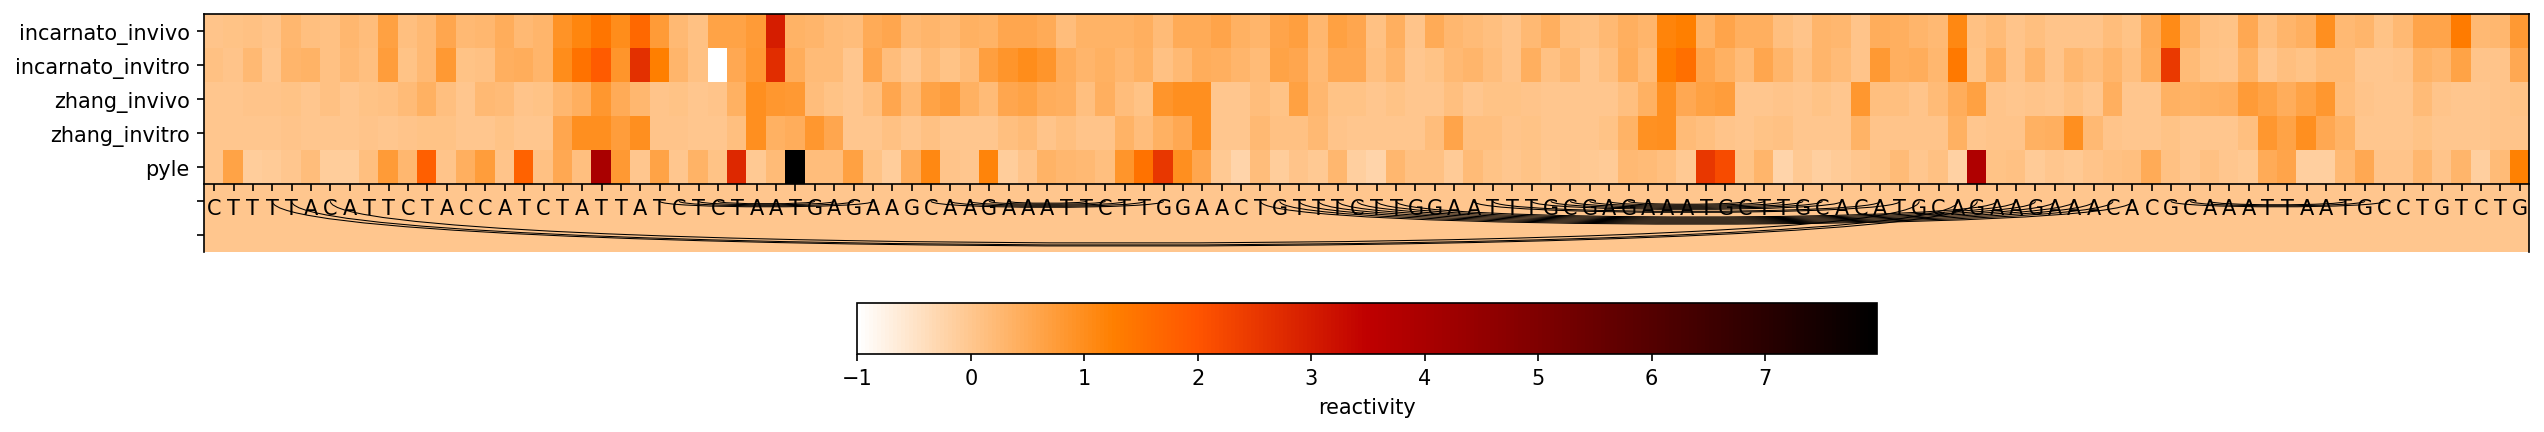 incarnato_invivo
incarnato_invitro
zhang_invivo
zhang_invitro
pyle
CTTTTACATTCTACCATCTATTATCTCTAATGAGAAGCAAGAAATTCTTGGAACTGTTTCTTGGAATTTGCGAGAAATGCTTGCACATGCAGAAGAAACACGCAAATTAATGCCTGTCTG
−1 0 1 2 3 4 5 6 7
reactivity